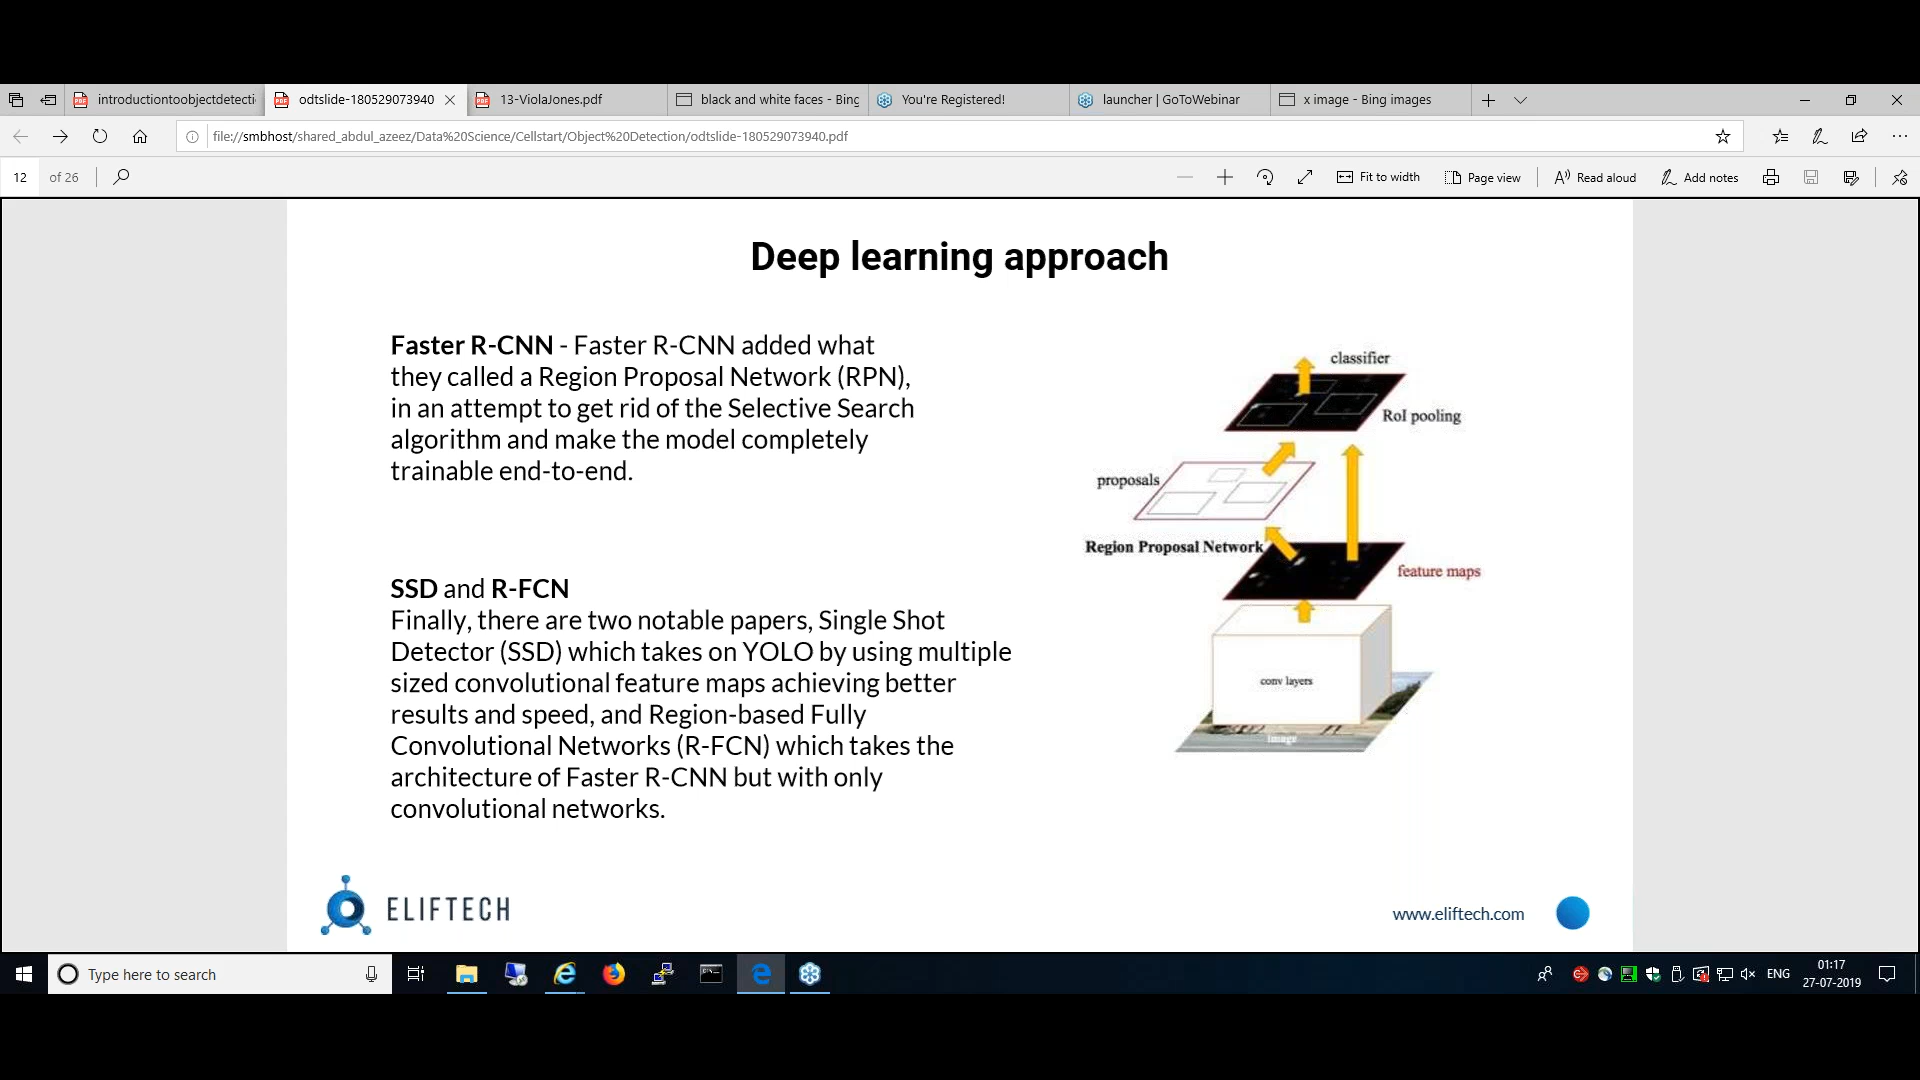 introductiontoobjectdetecti
odtslide-180529073940
13-ViolaJones.pdf
black and white faces - Bing
You're Registered!
launcher | GoToWebinar
x image - Bing images
file://smbhost/shared_abdul_azeez/Data%20Science/Cellstart/Object%20Detection/odtslide-180529073940.pdf
12 of 26
Fit to width
Page view
Read aloud
Add notes
Deep learning approach
Faster R-CNN - Faster R-CNN added what
they called a Region Proposal Network (RPN),
in an attempt to get rid of the Selective Search
algorithm and make the model completely
trainable end-to-end.
SSD and R-FCN
Finally, there are two notable papers, Single Shot
Detector (SSD) which takes on YOLO by using multiple
sized convolutional feature maps achieving better
results and speed, and Region-based Fully
Convolutional Networks (R-FCN) which takes the
architecture of Faster R-CNN but with only
convolutional networks.
classifier
RoI pooling
proposals
Region Proposal Network
feature maps
conv layers
image
ELIFTECH
www.eliftech.com
Type here to search
ENG
01:17
27-07-2019